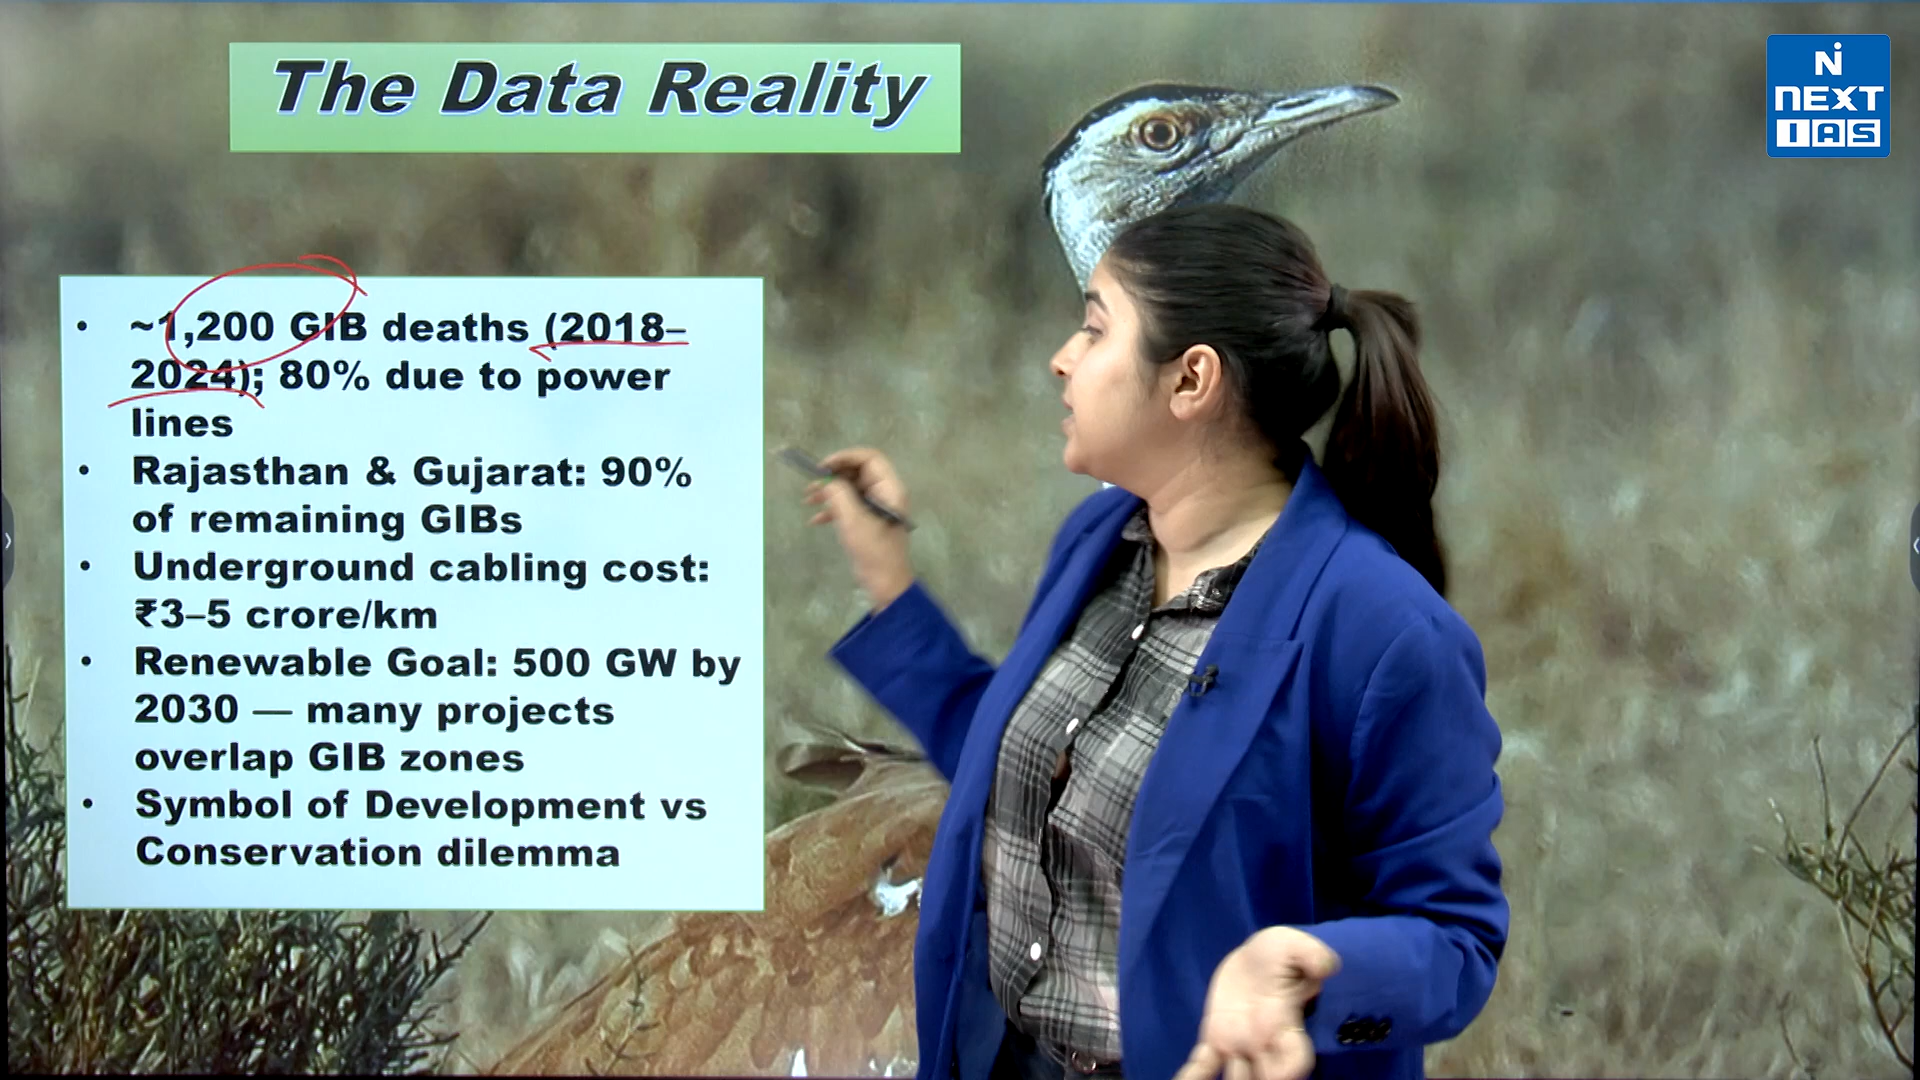 The Data Reality
NEXT
IAS
• ~1,200 GIB deaths (2018–
2024); 80% due to power
lines
• Rajasthan & Gujarat: 90%
of remaining GIBs
• Underground cabling cost:
₹3–5 crore/km
• Renewable Goal: 500 GW by
2030 — many projects
overlap GIB zones
• Symbol of Development vs
Conservation dilemma